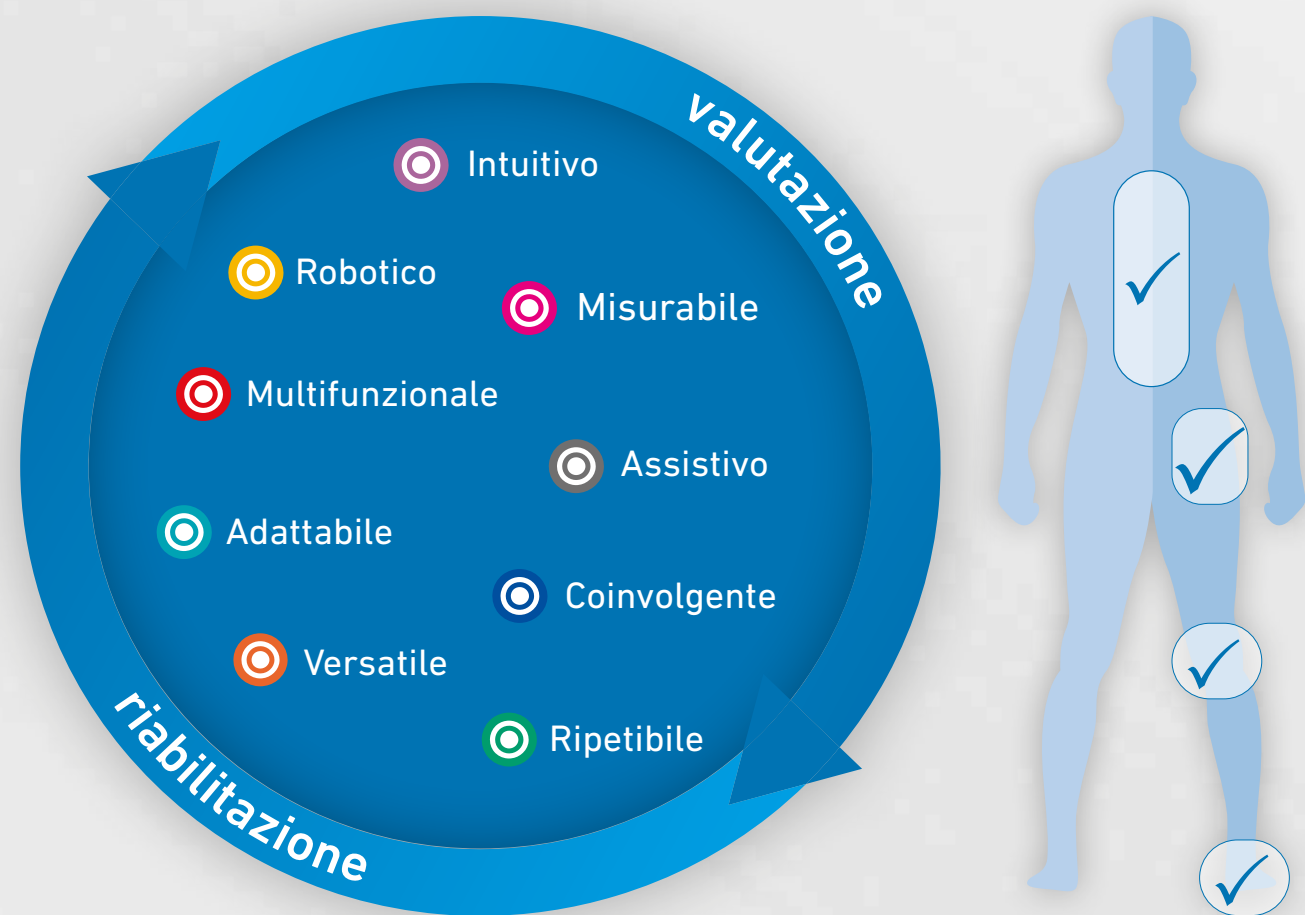 valutazione
Intuitivo
Robotico
Misurabile
Multifunzionale
Assistivo
Adattabile
Coinvolgente
Versatile
Ripetibile
riabilitazione